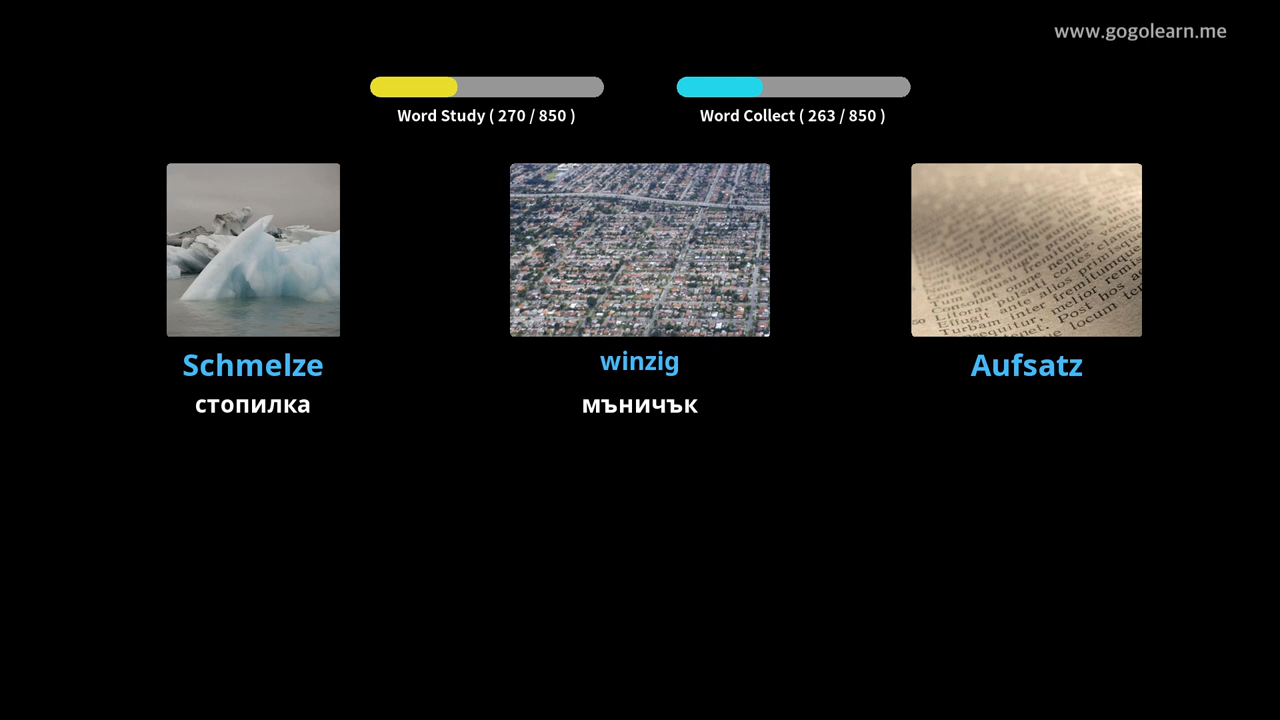 www.gogolearn.me
Word Study ( 270 / 850 )
Word Collect ( 263 / 850 )
Schmelze
стопилка
winzig
мъничък
Aufsatz